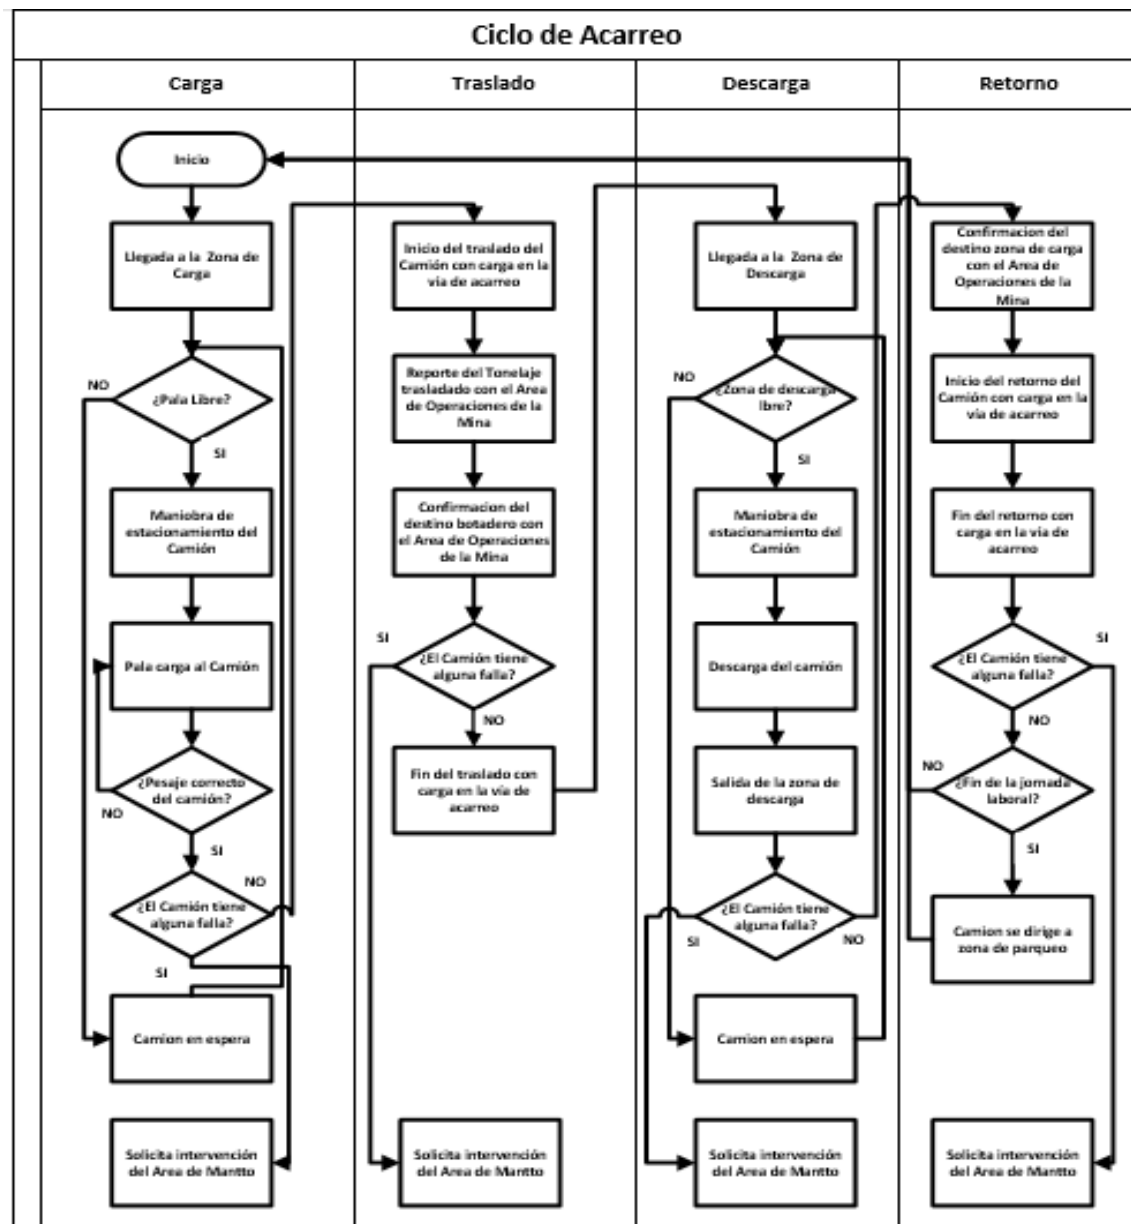 Ciclo de Acarreo
Carga
Traslado
Descarga
Retorno
Inicio
Llegada a la Zona de
Carga
NO
¿Pala Libre?
SI
Maniobra de
estacionamiento del
Camión
Pala carga al Camión
¿Pesaje correcto
del camión?
NO
SI
NO
¿El Camión tiene
alguna falla?
SI
Camion en espera
Solicita intervención
del Area de Mantto
Inicio del traslado del
Camión con carga en la
via de acarreo
Reporte del Tonelaje
trasladado con el Area
de Operaciones de la
Mina
Confirmacion del
destino botadero con
el Area de Operaciones
de la Mina
SI
¿El Camión tiene
alguna falla?
NO
Fin del traslado con
carga en la via de
acarreo
Solicita intervención
del Area de Mantto
Llegada a la Zona de
Descarga
NO
¿Zona de descarga
lbre?
SI
Maniobra de
estacionamiento del
Camión
Descarga del camión
Salida de la zona de
descarga
¿El Camión tiene
alguna falla?
SI
NO
Camion en espera
Solicita intervención
del Area de Mantto
Confirmacion del
destino zona de carga
con el Area de
Operaciones de la
Mina
Inicio del retorno del
Camión con carga en la
via de acarreo
Fin del retorno con
carga en la via de
acarreo
SI
¿El Camión tiene
alguna falla?
NO
NO
¿Fin de la jornada
laboral?
SI
Camion se dirige a
zona de parqueo
Solicita intervención
del Area de Mantto